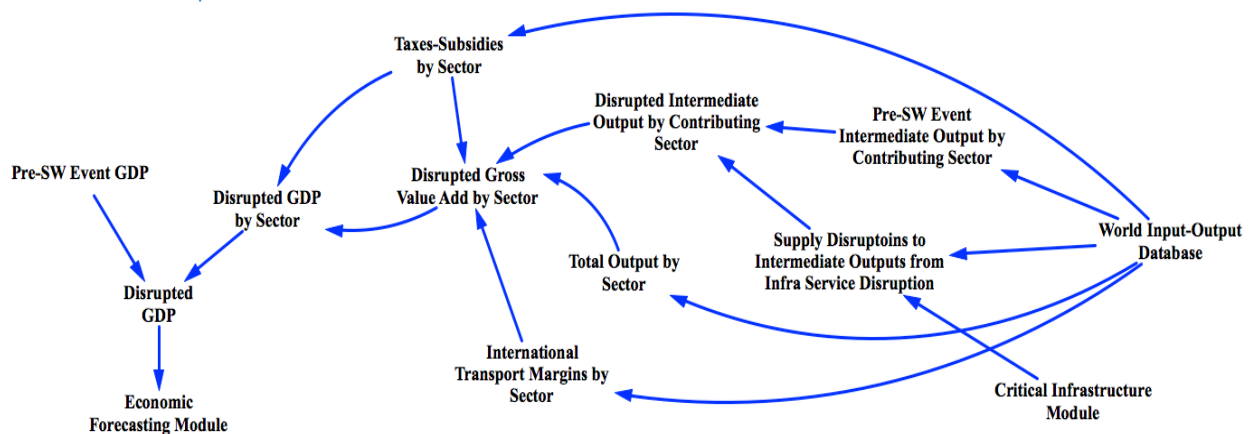 Taxes-Subsidies
by Sector
Disrupted Intermediate
Output by Contributing
Sector
Pre-SW Event
Intermediate Output by
Contributing Sector
Pre-SW Event GDP
Disrupted GDP
by Sector
Disrupted Gross
Value Add by Sector
World Input-Output
Database
Total Output by
Sector
Supply Disruptoins to
Intermediate Outputs from
Infra Service Disruption
Disrupted
GDP
International
Transport Margins by
Sector
Critical Infrastructure
Module
Economic
Forecasting Module